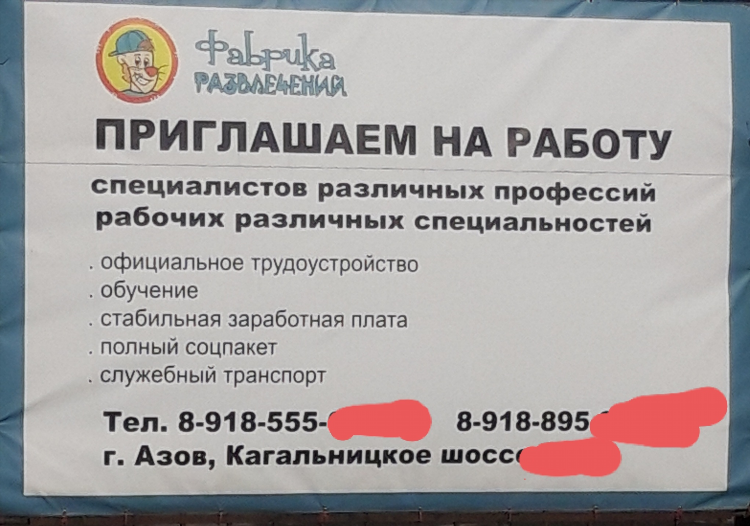 Фабрика
РАЗВЛЕЧЕНИЙ
ПРИГЛАШАЕМ НА РАБОТУ
специалистов различных профессий
рабочих различных специальностей
. официальное трудоустройство
. обучение
. стабильная заработная плата
. полный соцпакет
. служебный транспорт
Тел. 8-918-555- 8-918-895
г. Азов, Кагальницкое